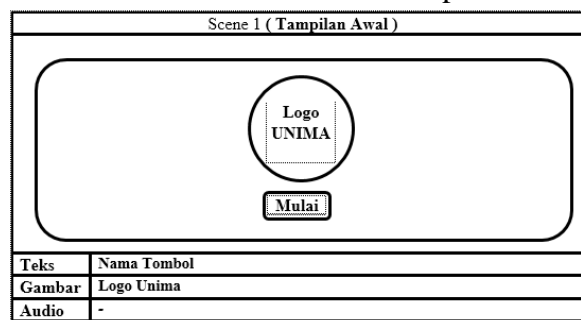 Scene 1 ( Tampilan Awal )
Logo
UNIMA
Mulai
Teks Nama Tombol
Gambar Logo Unima
Audio -